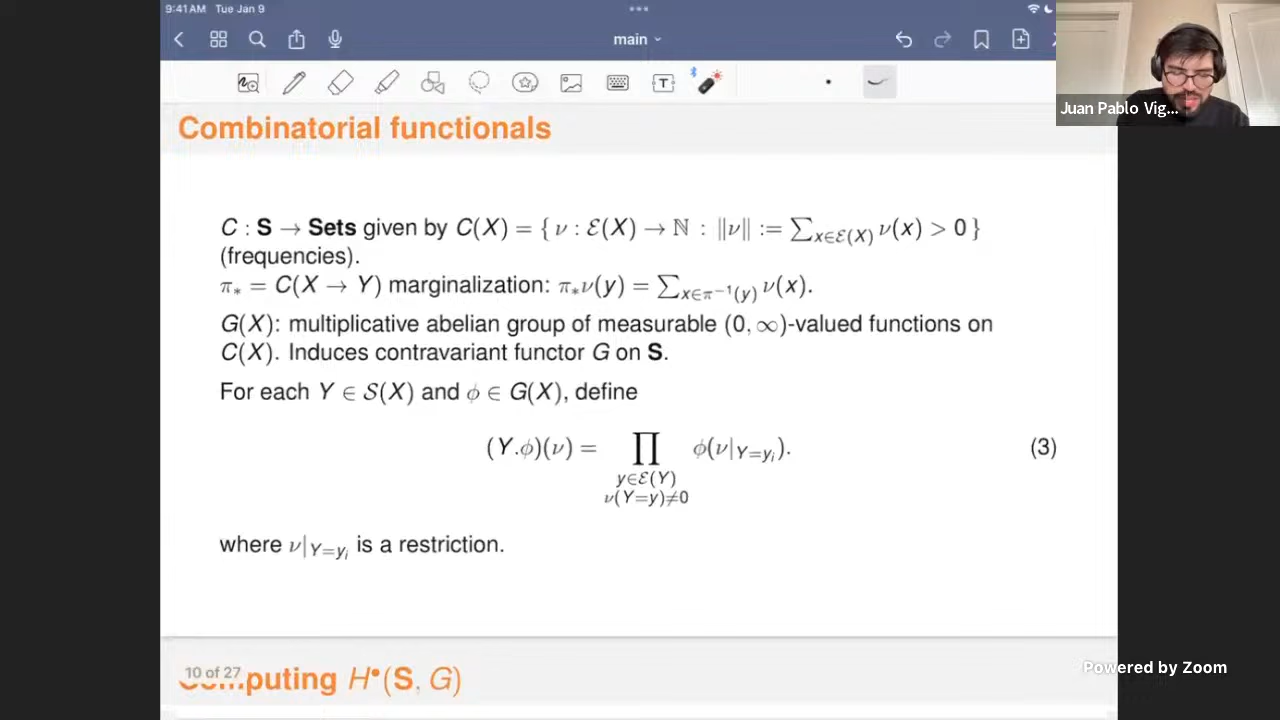 9:41 AM Tue Jan 9
main
Juan Pablo Vig...
Combinatorial functionals
C : S → Sets given by C(X) = { ν : ℰ(X) → ℕ : ‖ν‖ := ∑_{x∈ℰ(X)} ν(x) > 0 }
(frequencies).
π_* = C(X → Y) marginalization: π_*ν(y) = ∑_{x∈π^{-1}(y)} ν(x).
G(X): multiplicative abelian group of measurable (0, ∞)-valued functions on
C(X). Induces contravariant functor G on S.
For each Y ∈ 𝒮(X) and ϕ ∈ G(X), define
(Y.ϕ)(ν) = ∏_{y∈ℰ(Y) ν(Y=y)≠0} ϕ(ν|_{Y=y_i}). (3)
where ν|_{Y=y_i} is a restriction.
10 of 27
Computing H^•(S, G)
Powered by Zoom